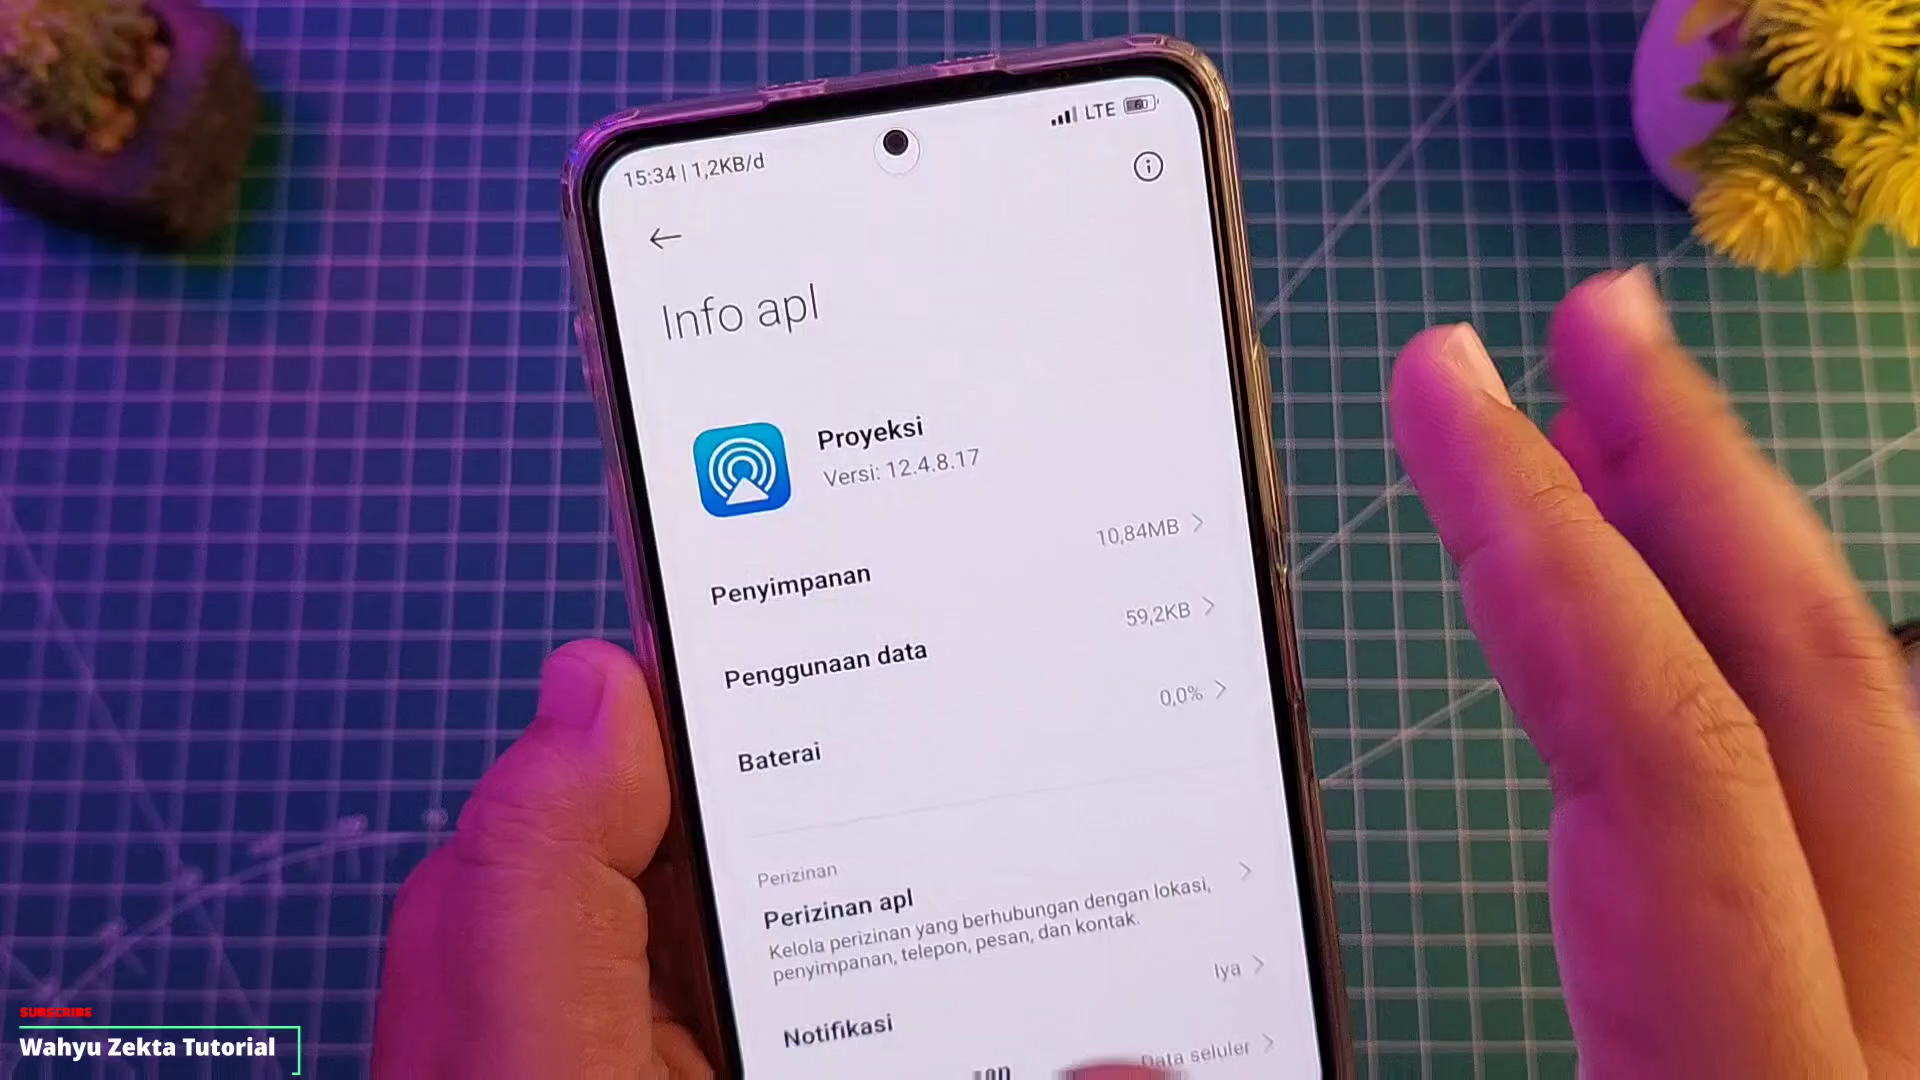 15:34 | 1,2KB/d
LTE 60
Info apl
Proyeksi
Versi: 12.4.8.17
Penyimpanan
10,84MB
Penggunaan data
59,2KB
Baterai
0,0%
Perizinan
Perizinan apl
Kelola perizinan yang berhubungan dengan lokasi,
penyimpanan, telepon, pesan, dan kontak.
Notifikasi
Iya
Data seluler
SUBSCRIBE
Wahyu Zekta Tutorial